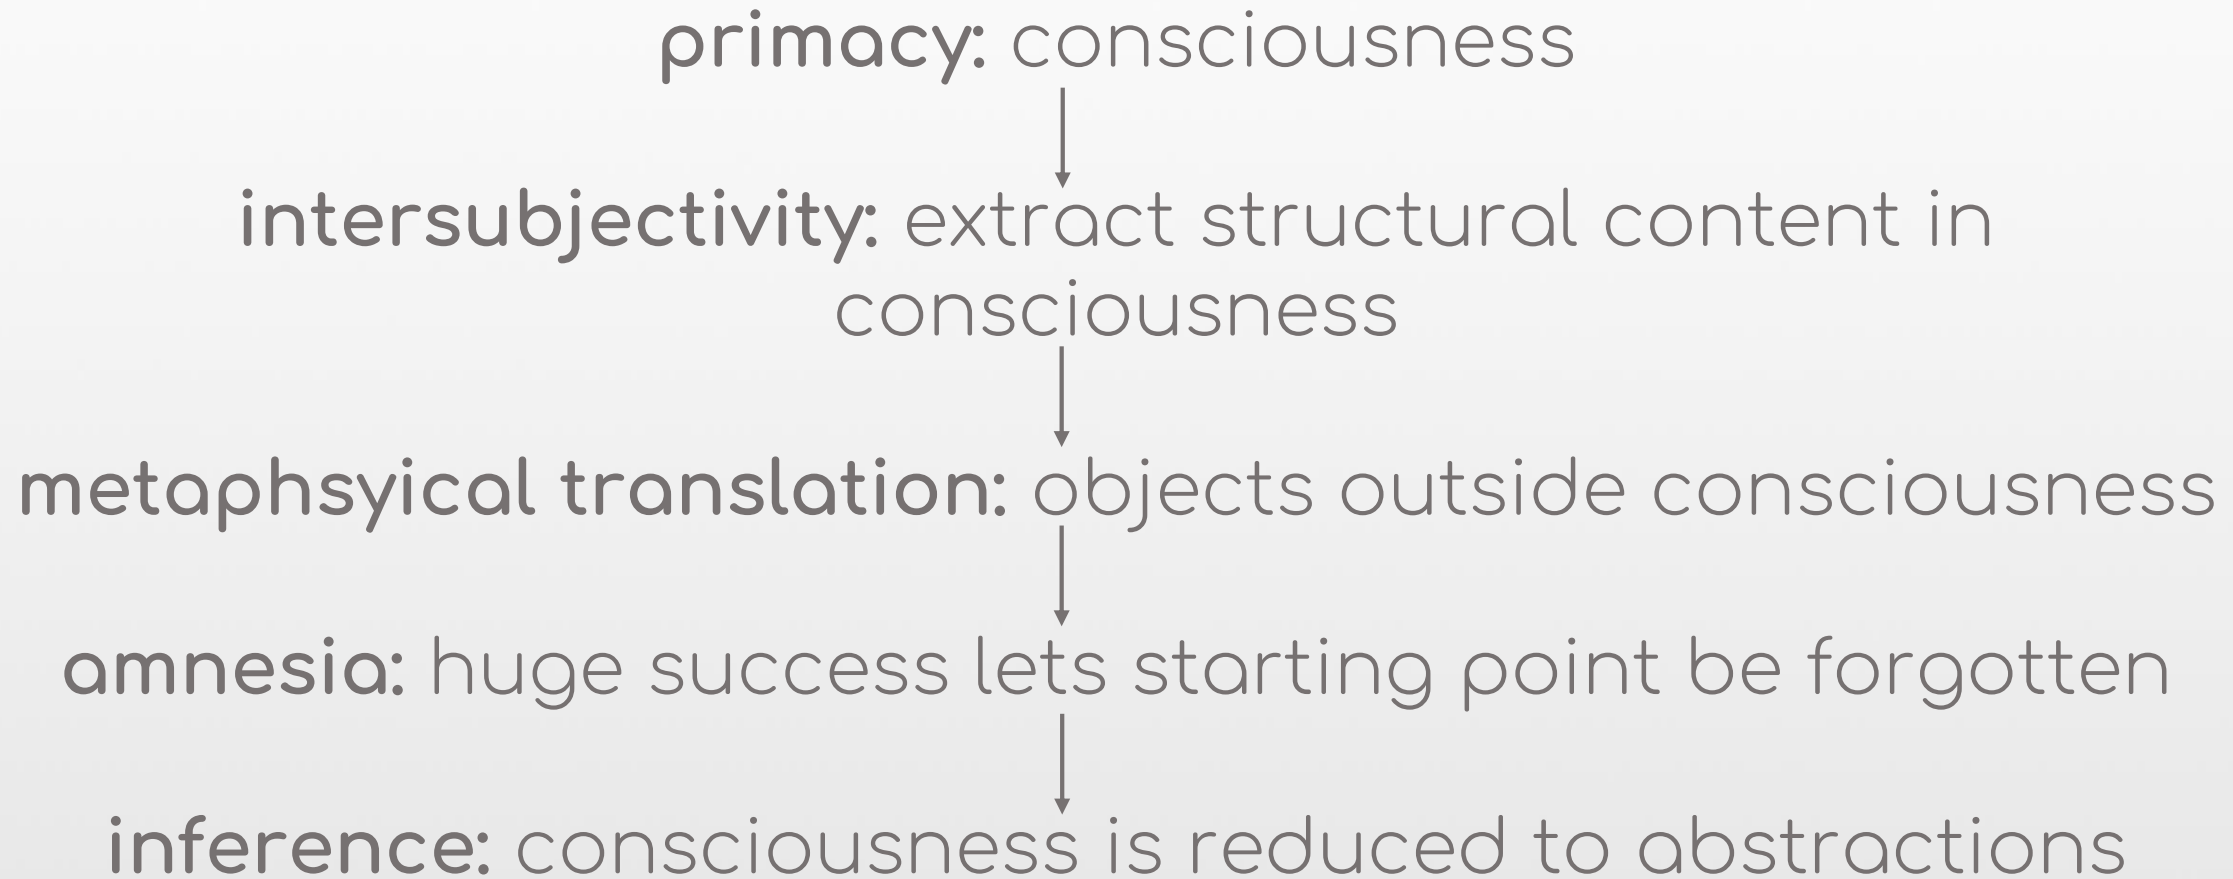 primacy: consciousness
intersubjectivity: extract structural content in
consciousness
metaphsyical translation: objects outside consciousness
amnesia: huge success lets starting point be forgotten
inference: consciousness is reduced to abstractions